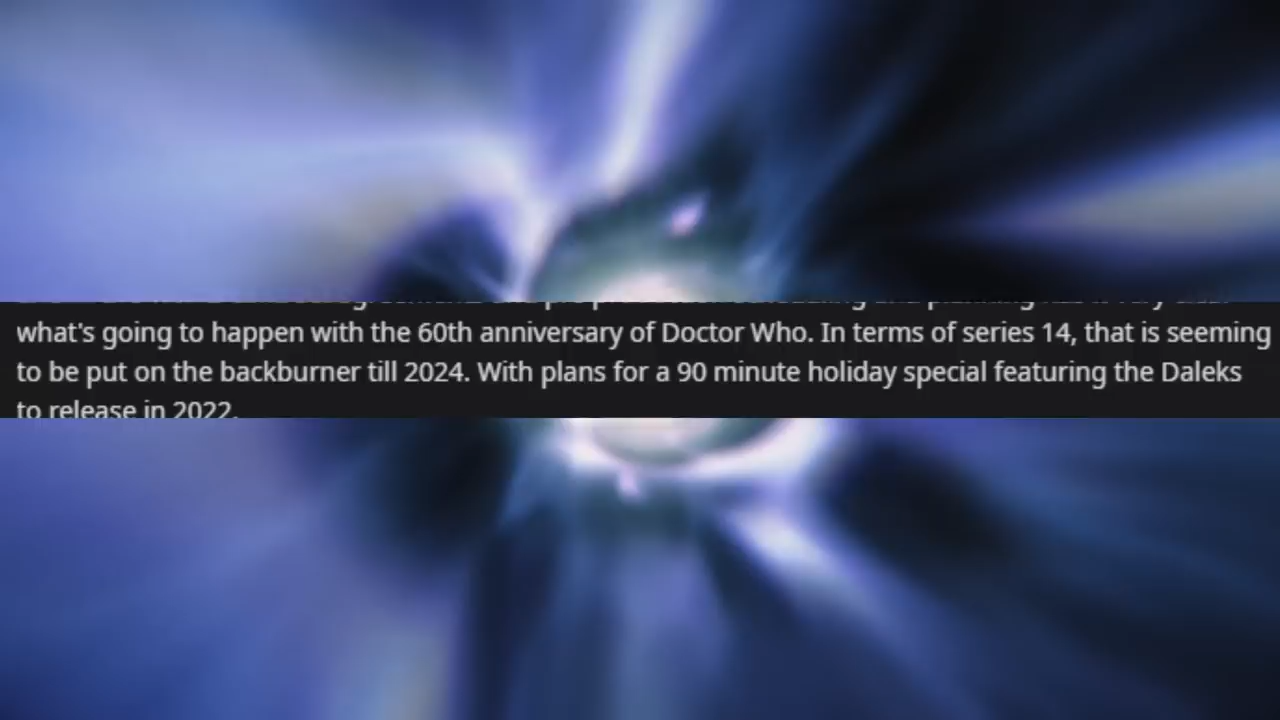 what's going to happen with the 60th anniversary of Doctor Who. In terms of series 14, that is seeming
to be put on the backburner till 2024. With plans for a 90 minute holiday special featuring the Daleks
to release in 2022.